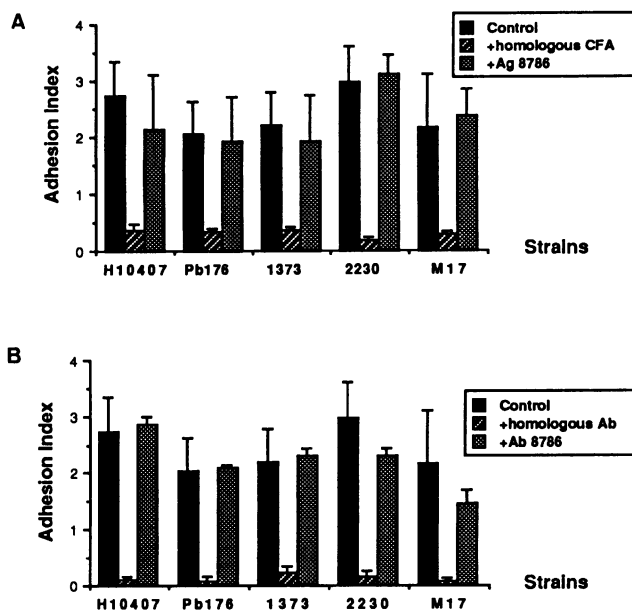 A
Control
+homologous CFA
+Ag 8786
Adhesion Index
4
3
2
1
0
H10407 Pb176 1373 2230 M17
Strains
B
Control
+homologous Ab
+Ab 8786
Adhesion Index
4
3
2
1
0
H10407 Pb176 1373 2230 M17
Strains